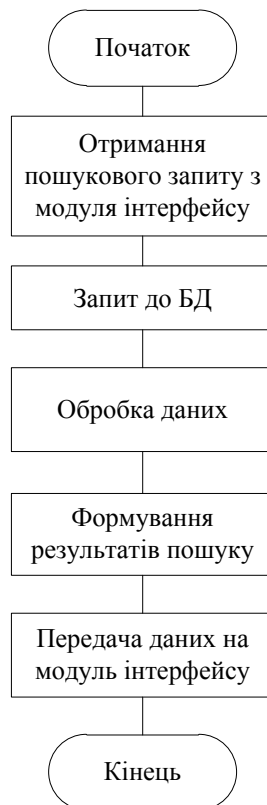 Початок
Отримання
пошукового запиту з
модуля інтерфейсу
Запит до БД
Обробка даних
Формування
результатів пошуку
Передача даних на
модуль інтерфейсу
Кінець